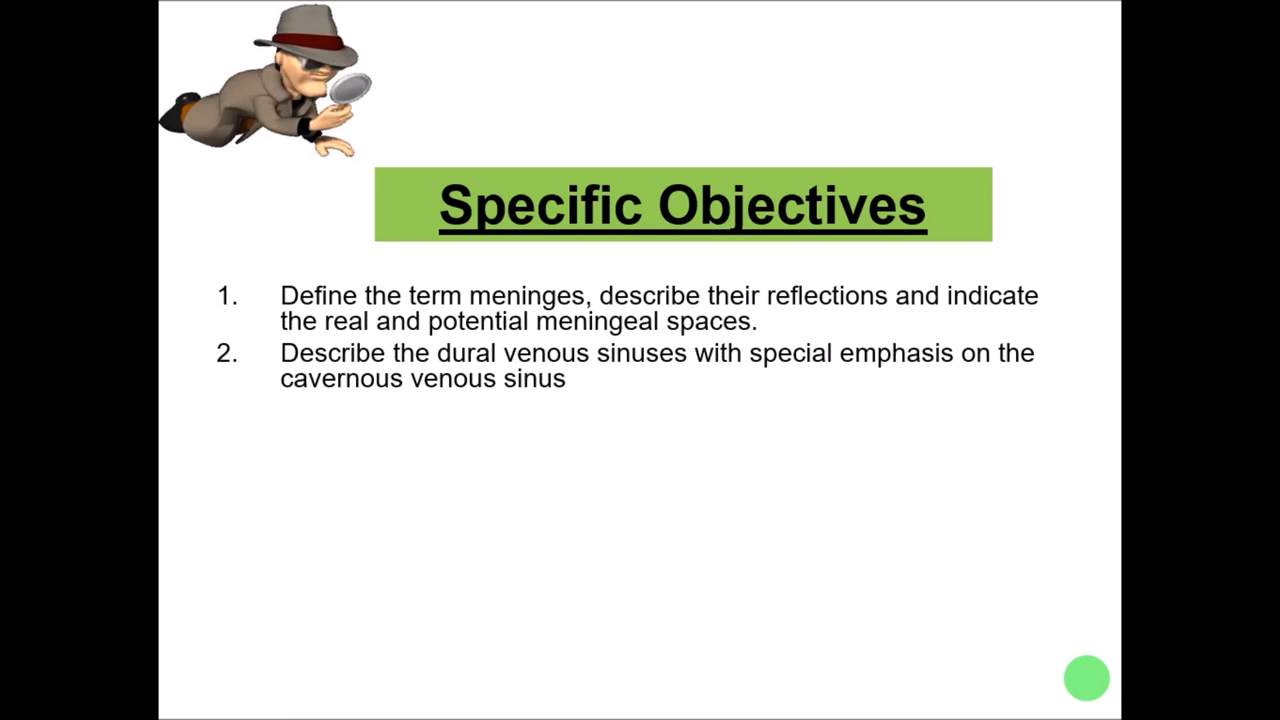 Specific Objectives
1. Define the term meninges, describe their reflections and indicate
the real and potential meningeal spaces.
2. Describe the dural venous sinuses with special emphasis on the
cavernous venous sinus